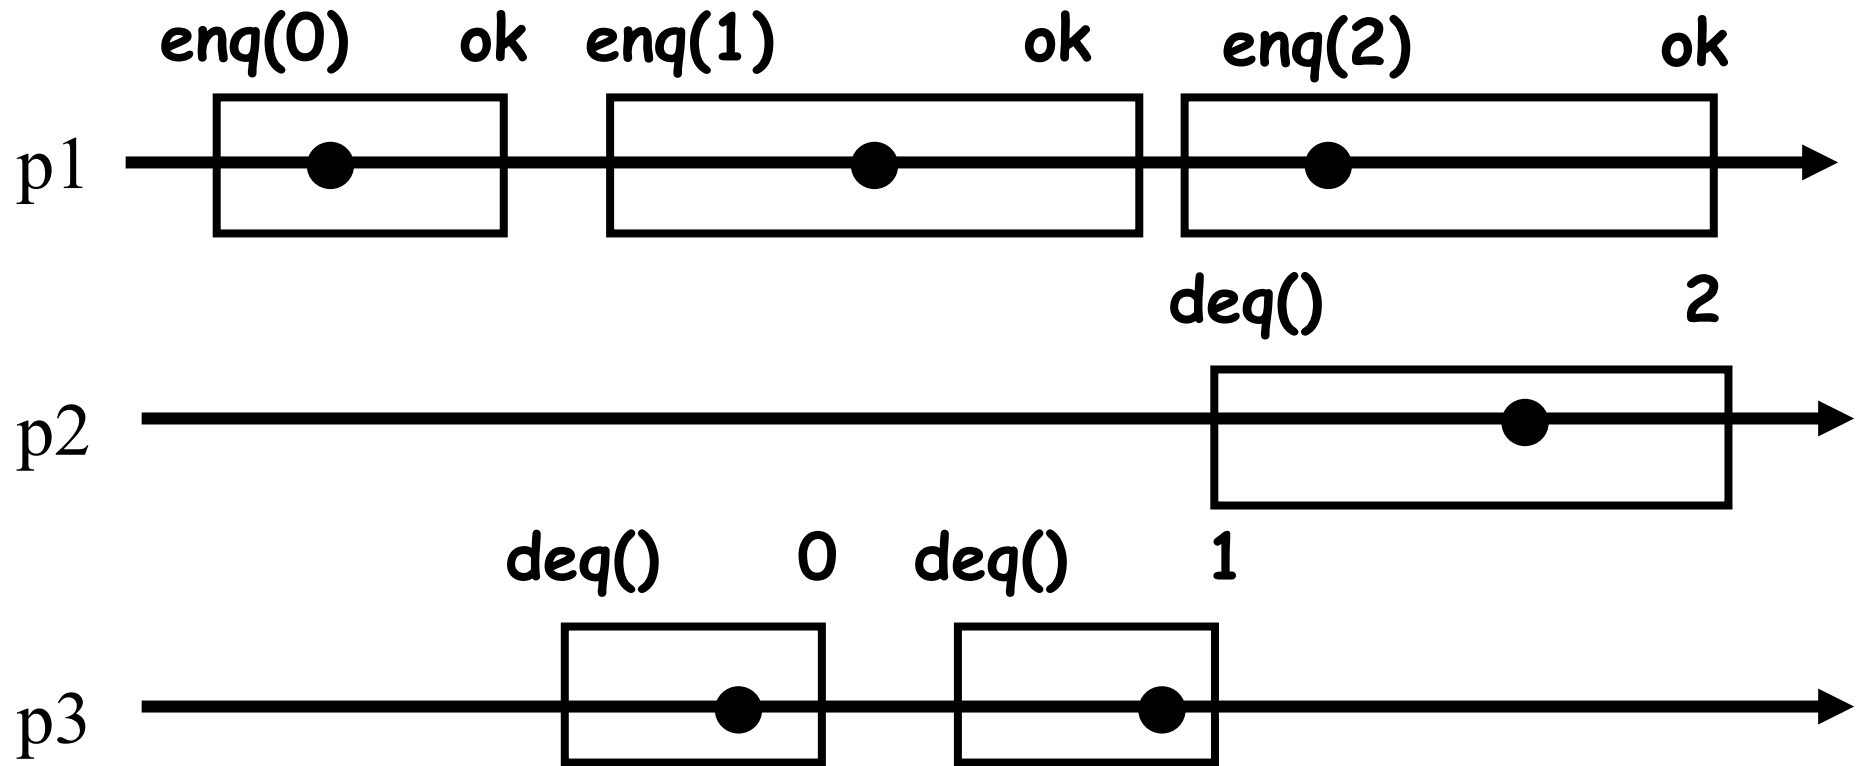 enq(0) ok enq(1) ok enq(2) ok
p1
deq() 2
p2
deq() 0 deq() 1
p3